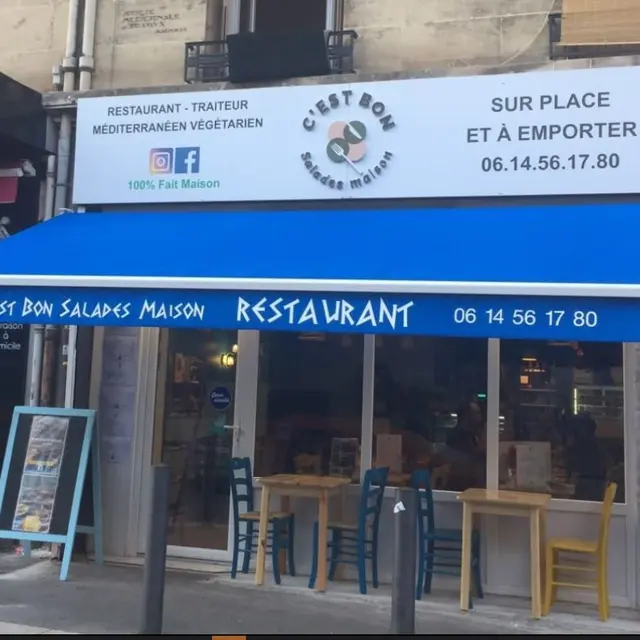 RESTAURANT - TRAITEUR
MÉDITERRANÉEN VÉGÉTARIEN
100% Fait Maison
C'EST BON
Salades maison
SUR PLACE
ET À EMPORTER
06.14.56.17.80
ST BON SALADES MAISON RESTAURANT 06 14 56 17 80
à